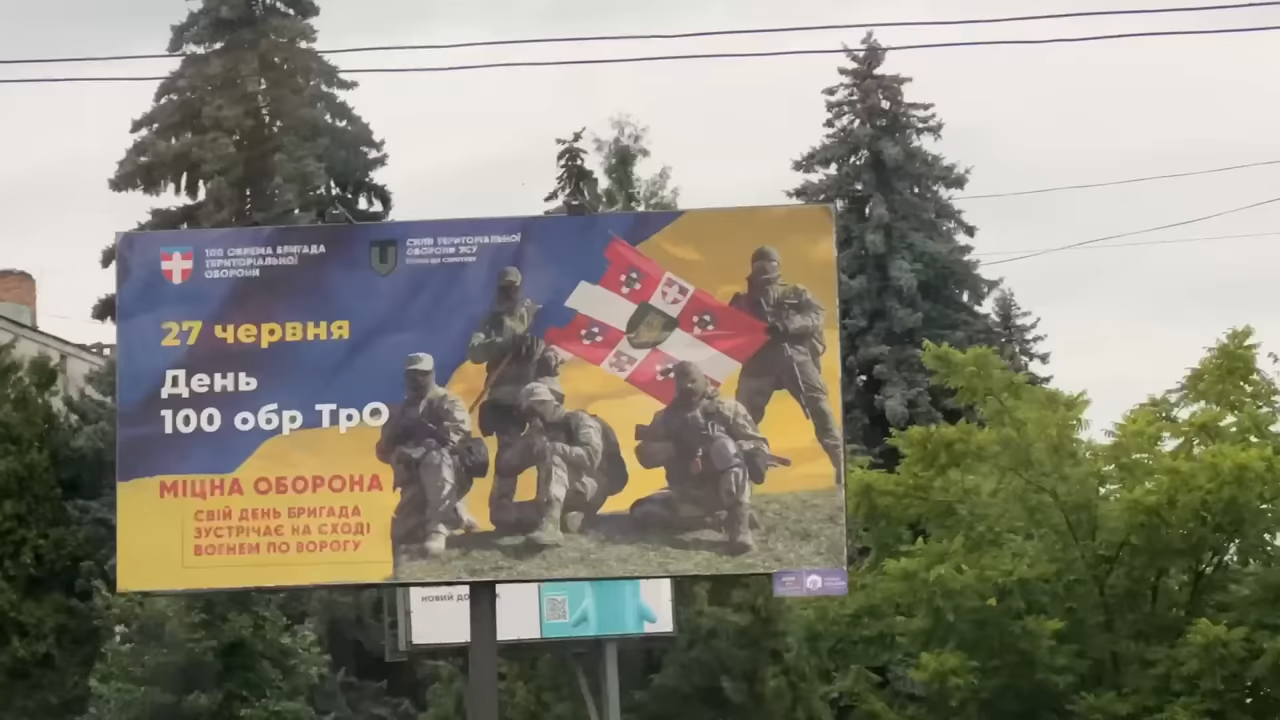 100 ОКРЕМА БРИГАДА
ТЕРИТОРІАЛЬНОЇ
ОБОРОНИ
СИЛИ ТЕРИТОРІАЛЬНОЇ
ОБОРОНИ ЗСУ
27 червня
День
100 обр ТрО
МІЦНА ОБОРОНА
СВІЙ ДЕНЬ БРИГАДА
ЗУСТРІЧАЄ НА СХОДІ
ВОГНЕМ ПО ВОРОГУ
НОВИЙ